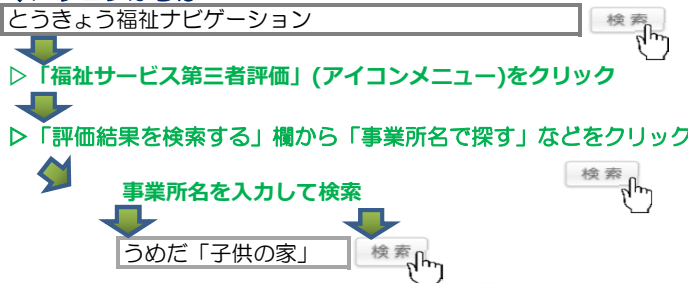 とうきょう福祉ナビゲーション 検索
▷「福祉サービス第三者評価」(アイコンメニュー)をクリック
▷「評価結果を検索する」欄から「事業所名で探す」などをクリック
検索
事業所名を入力して検索
うめだ「子供の家」 検索